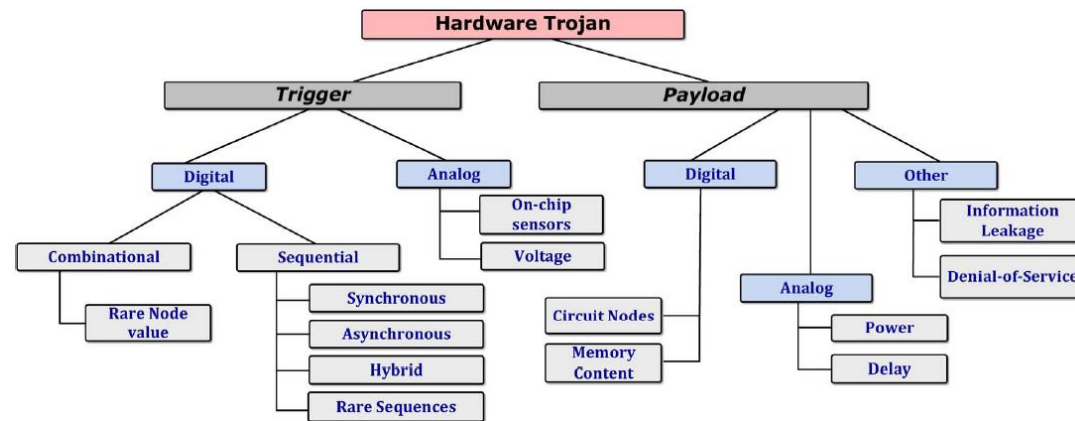 Hardware Trojan
Trigger
Payload
Digital
Analog
Digital
Other
On-chip
sensors
Information
Leakage
Combinational
Sequential
Voltage
Denial-of-Service
Analog
Synchronous
Rare Node
value
Circuit Nodes
Asynchronous
Power
Memory
Content
Hybrid
Delay
Rare Sequences